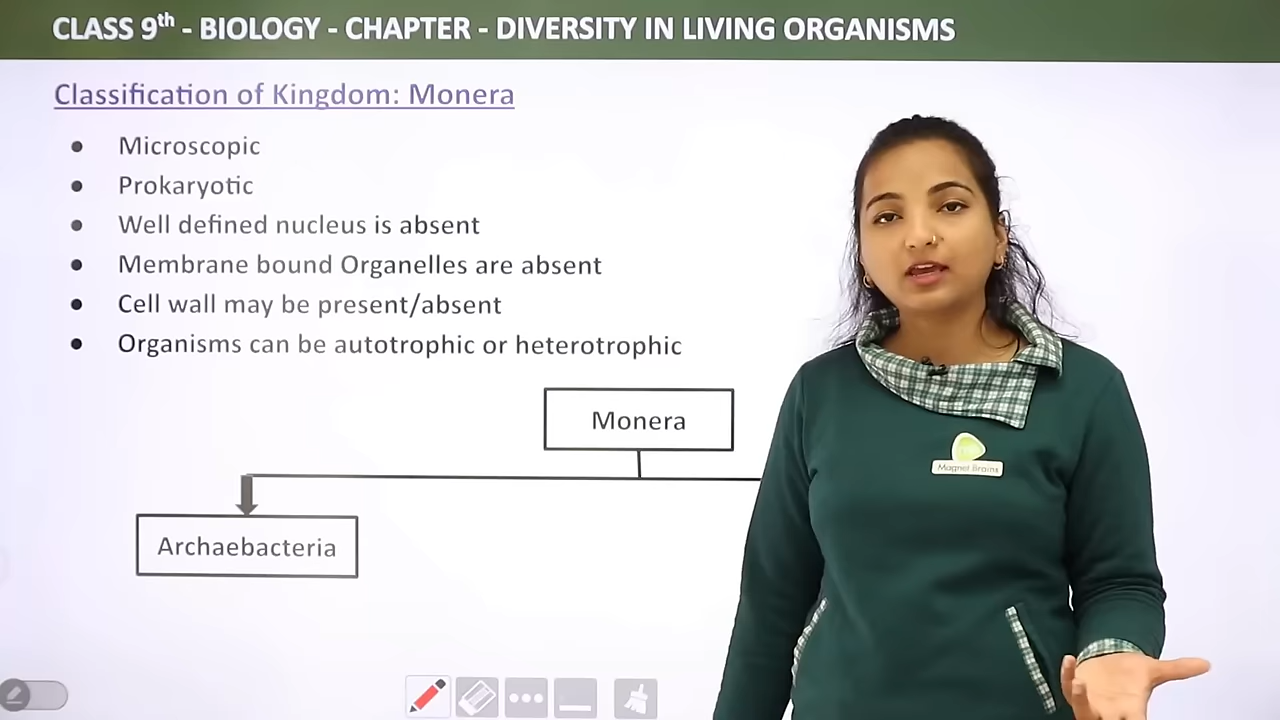 CLASS 9th - BIOLOGY - CHAPTER - DIVERSITY IN LIVING ORGANISMS
Classification of Kingdom: Monera
• Microscopic
• Prokaryotic
• Well defined nucleus is absent
• Membrane bound Organelles are absent
• Cell wall may be present/absent
• Organisms can be autotrophic or heterotrophic
Monera
Archaebacteria
Magnet Brains